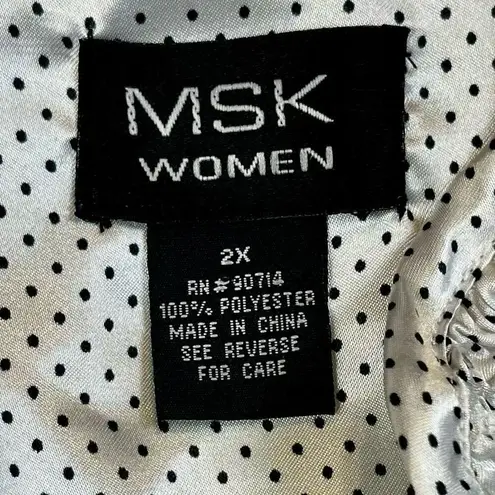 MSK
WOMEN
2X
RN#90714
100% POLYESTER
MADE IN CHINA
SEE REVERSE
FOR CARE